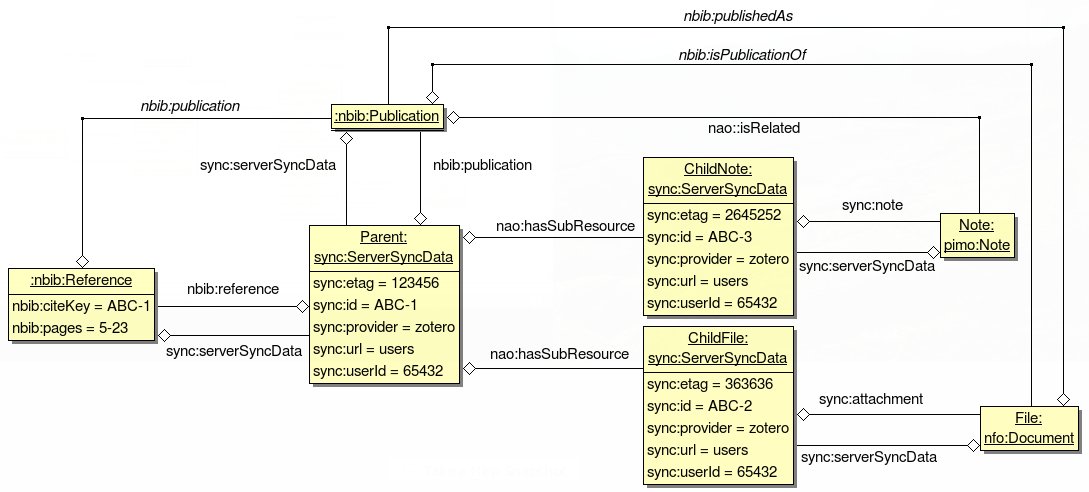 nbib:publishedAs
nbib:isPublicationOf
nbib:publication
:nbib:Publication
nao::isRelated
sync:serverSyncData
nbib:publication
ChildNote:
sync:ServerSyncData
sync:etag = 2645252
sync:id = ABC-3
sync:provider = zotero
sync:url = users
sync:userId = 65432
sync:note
Note:
pimo:Note
sync:serverSyncData
nao:hasSubResource
Parent:
sync:ServerSyncData
sync:etag = 123456
sync:id = ABC-1
sync:provider = zotero
sync:url = users
sync:userId = 65432
:nbib:Reference
nbib:citeKey = ABC-1
nbib:pages = 5-23
nbib:reference
sync:serverSyncData
nao:hasSubResource
ChildFile:
sync:ServerSyncData
sync:etag = 363636
sync:id = ABC-2
sync:provider = zotero
sync:url = users
sync:userId = 65432
sync:attachment
File:
nfo:Document
sync:serverSyncData